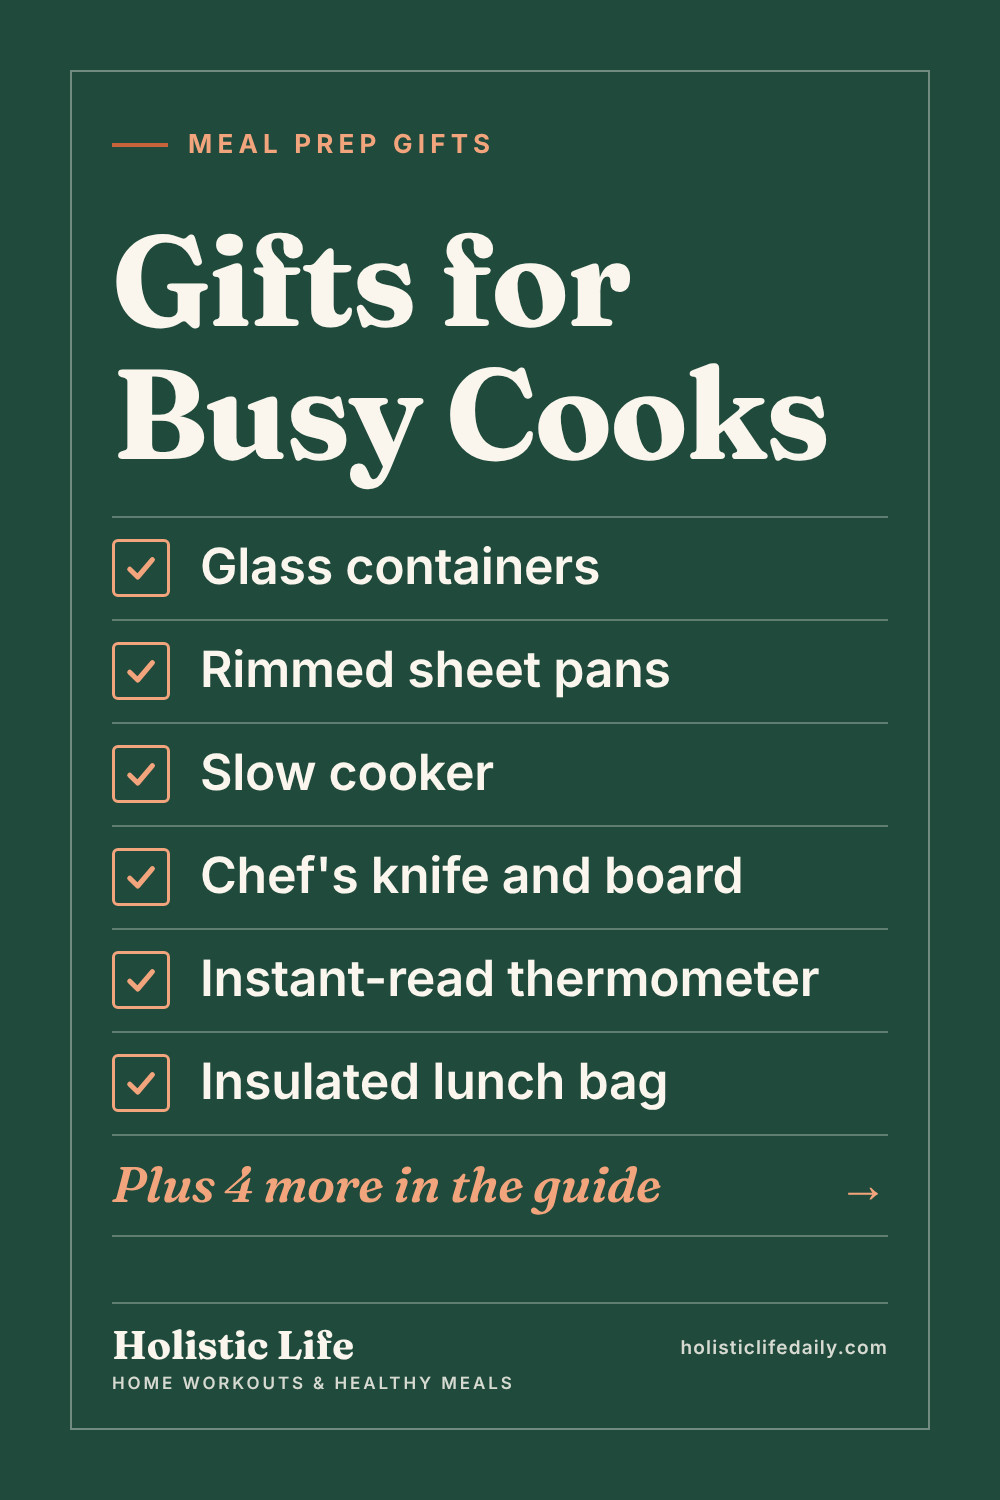 MEAL PREP GIFTS
Gifts for
Busy Cooks
Glass containers
Rimmed sheet pans
Slow cooker
Chef's knife and board
Instant-read thermometer
Insulated lunch bag
Plus 4 more in the guide →
Holistic Life
holisticlifedaily.com
HOME WORKOUTS & HEALTHY MEALS